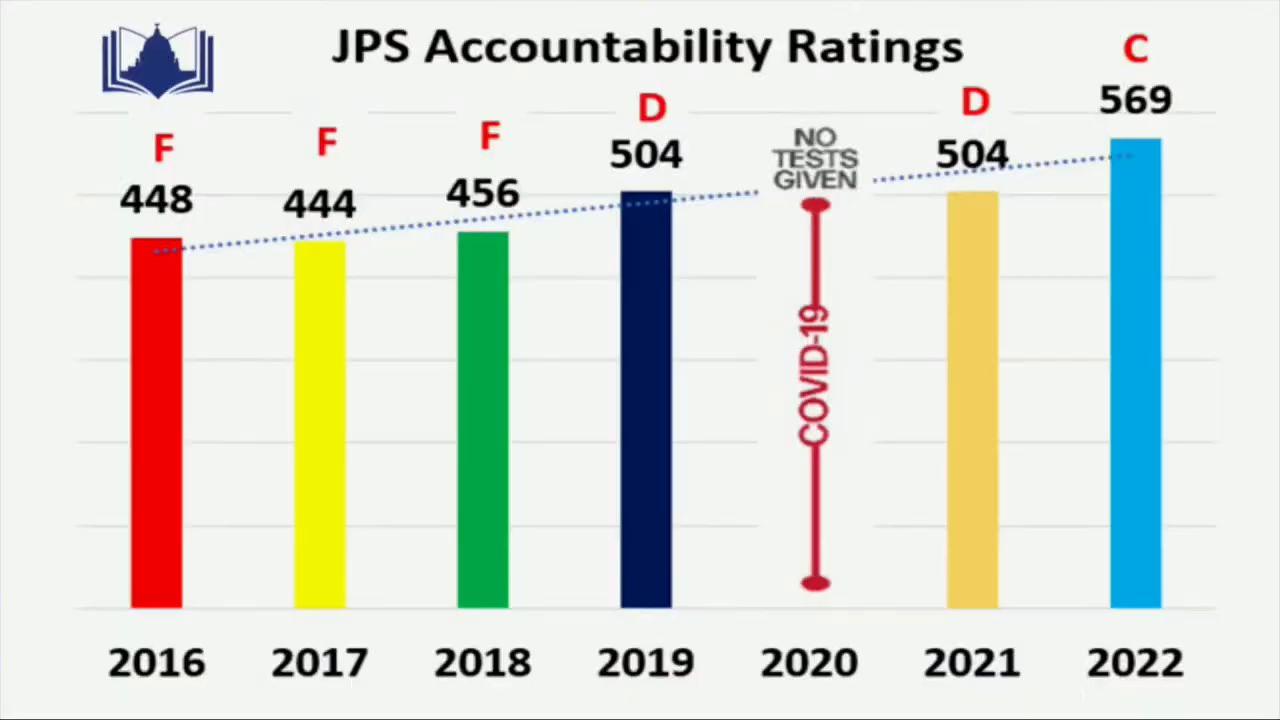 JPS Accountability Ratings
F
448
F
444
F
456
D
504
NO
TESTS
GIVEN
COVID-19
D
504
C
569
2016 2017 2018 2019 2020 2021 2022